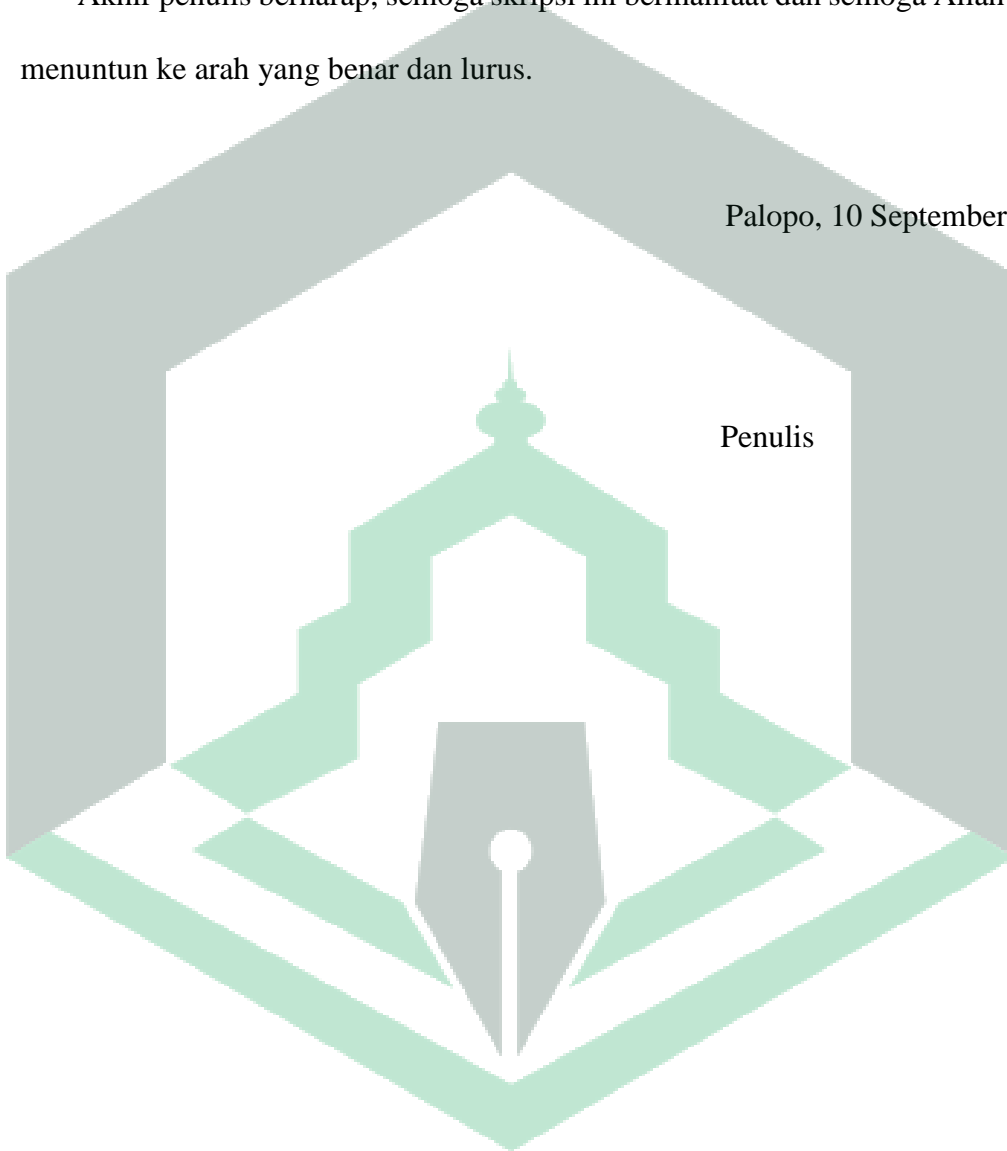 Akhir penulis berharap, semoga skripsi ini bermanfaat dan semoga Allah
menuntun ke arah yang benar dan lurus.
Palopo, 10 September
Penulis